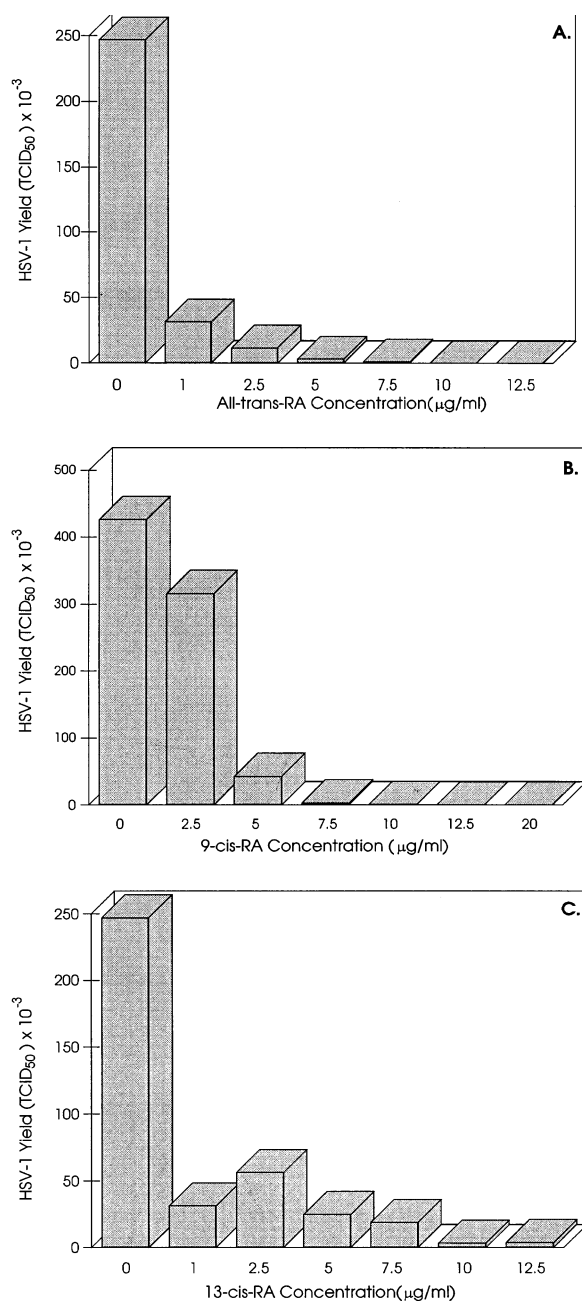 A.
HSV-1 Yield (TCID50) x 10-3
250
200
150
100
50
0
0 1 2.5 5 7.5 10 12.5
All-trans-RA Concentration(µg/ml)
B.
HSV-1 Yield (TCID50) x 10-3
500
400
300
200
100
0
0 2.5 5 7.5 10 12.5 20
9-cis-RA Concentration (µg/ml)
C.
HSV-1 Yield (TCID50) x 10-3
250
200
150
100
50
0
0 1 2.5 5 7.5 10 12.5
13-cis-RA Concentration(µg/ml)